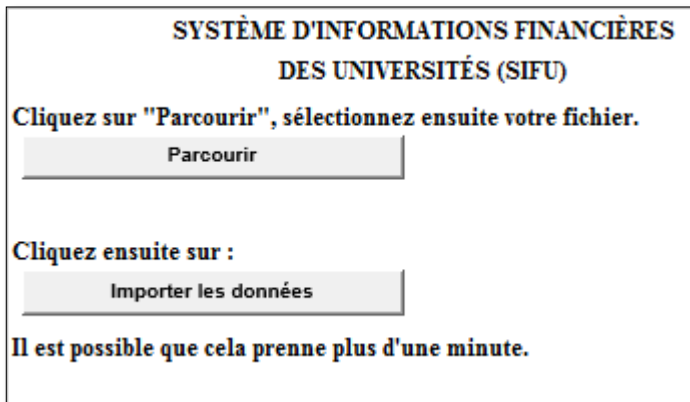 SYSTÈME D'INFORMATIONS FINANCIÈRES
DES UNIVERSITÉS (SIFU)
Cliquez sur "Parcourir", sélectionnez ensuite votre fichier.
Parcourir
Cliquez ensuite sur :
Importer les données
Il est possible que cela prenne plus d'une minute.